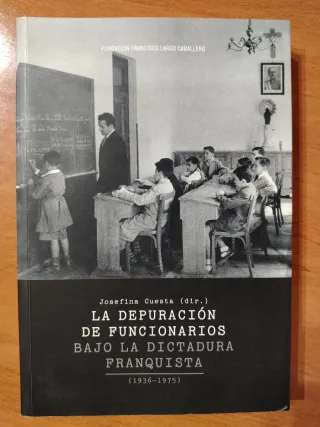 FUNDACIÓN FRANCISCO LARGO CABALLERO
Josefina Cuesta (dir.)
LA DEPURACIÓN
DE FUNCIONARIOS
BAJO LA DICTADURA
FRANQUISTA
(1936-1975)